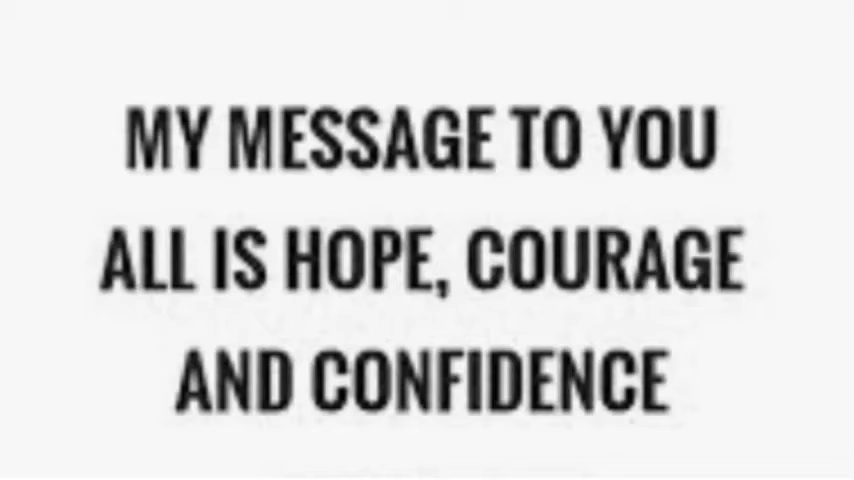 MY MESSAGE TO YOU
ALL IS HOPE, COURAGE
AND CONFIDENCE